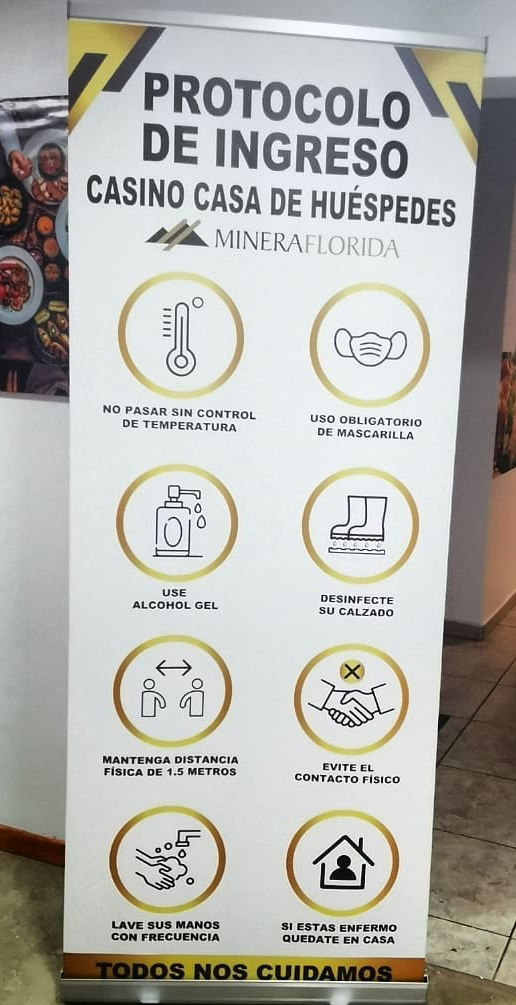 PROTOCOLO
DE INGRESO
CASINO CASA DE HUÉSPEDES
MINERAFLORIDA
NO PASAR SIN CONTROL
DE TEMPERATURA
USO OBLIGATORIO
DE MASCARILLA
USE
ALCOHOL GEL
DESINFECTE
SU CALZADO
MANTENGA DISTANCIA
FÍSICA DE 1.5 METROS
EVITE EL
CONTACTO FÍSICO
LAVE SUS MANOS
CON FRECUENCIA
SI ESTAS ENFERMO
QUEDATE EN CASA
TODOS NOS CUIDAMOS